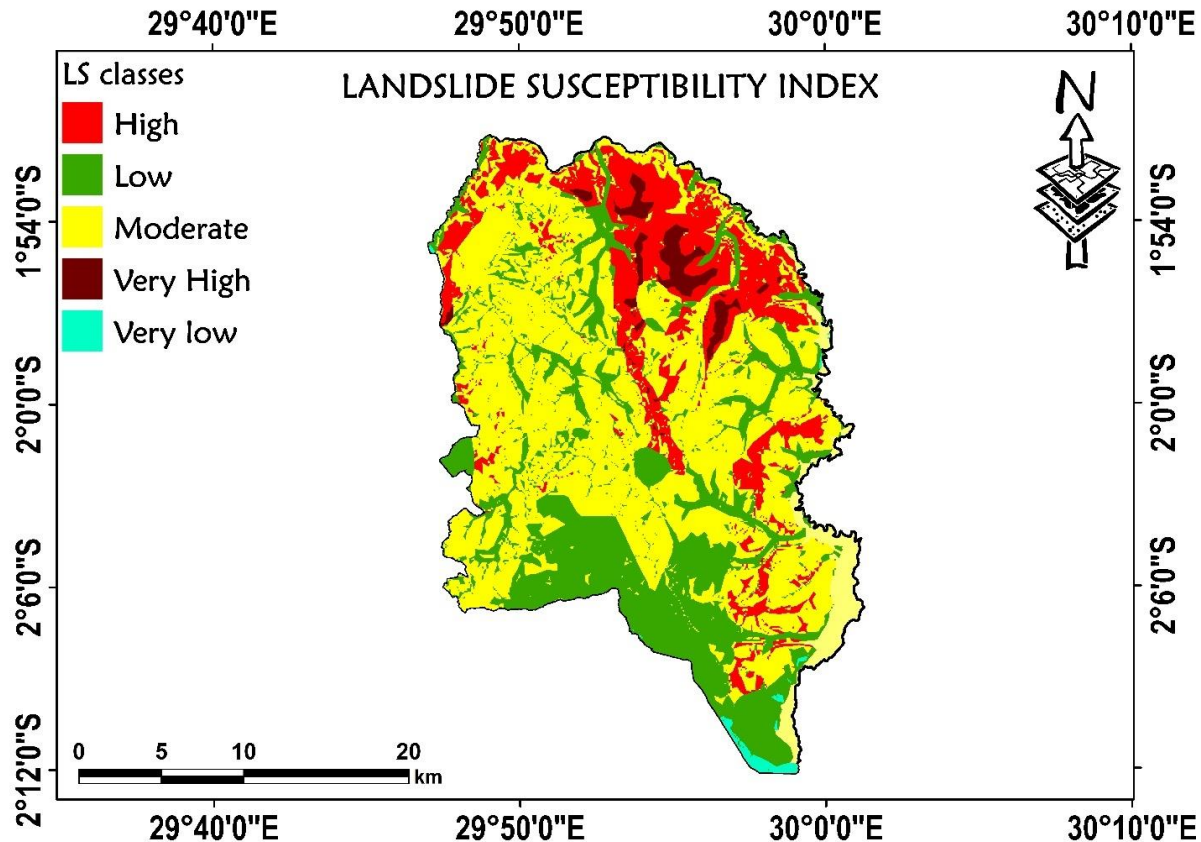 29°40'0"E 29°50'0"E 30°0'0"E 30°10'0"E
LS classes
LANDSLIDE SUSCEPTIBILITY INDEX
N
High
Low
Moderate
Very High
Very low
1°54'0"S
2°0'0"S
2°6'0"S
2°12'0"S
1°54'0"S
2°0'0"S
2°6'0"S
0 5 10 20
km
29°40'0"E 29°50'0"E 30°0'0"E 30°10'0"E